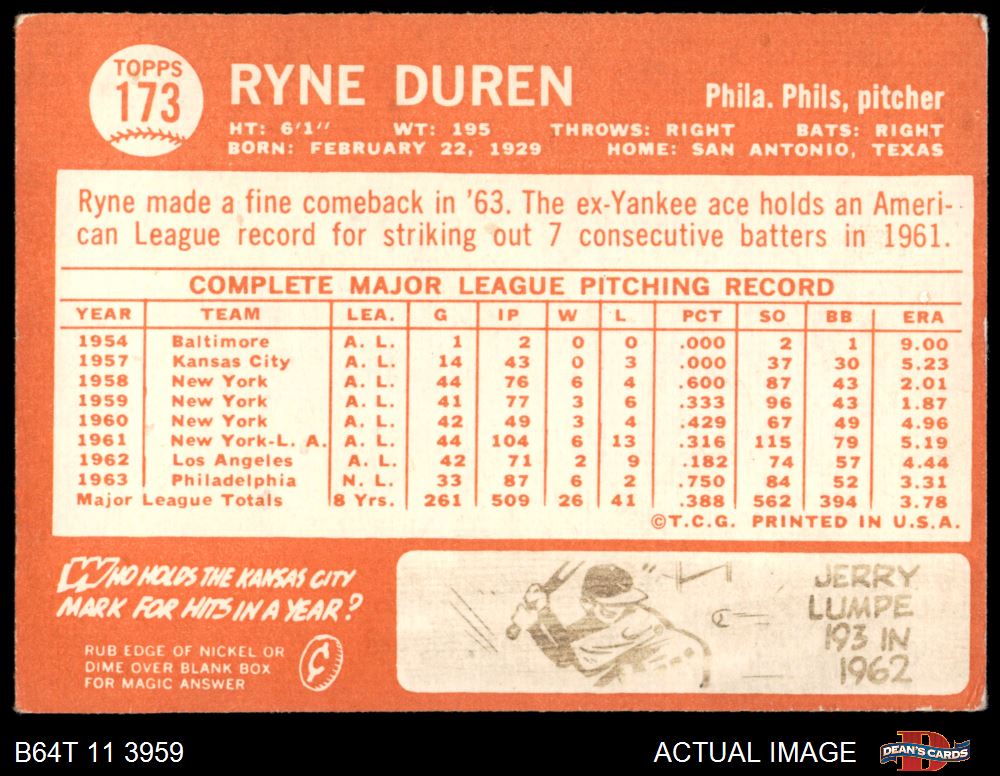 TOPPS
173
RYNE DUREN
Phila. Phils, pitcher
HT: 6'1" WT: 195 THROWS: RIGHT BATS: RIGHT
BORN: FEBRUARY 22, 1929 HOME: SAN ANTONIO, TEXAS
Ryne made a fine comeback in '63. The ex-Yankee ace holds an Ameri-
can League record for striking out 7 consecutive batters in 1961.
COMPLETE MAJOR LEAGUE PITCHING RECORD
YEAR TEAM LEA. G IP W L PCT SO BB ERA
1954 Baltimore A. L. 1 2 0 0 .000 2 1 9.00
1957 Kansas City A. L. 14 43 0 3 .000 37 30 5.23
1958 New York A. L. 44 76 6 4 .600 87 43 2.01
1959 New York A. L. 41 77 3 6 .333 96 43 1.87
1960 New York A. L. 42 49 3 4 .429 67 49 4.96
1961 New York-L. A. A. L. 44 104 6 13 .316 115 79 5.19
1962 Los Angeles A. L. 42 71 2 9 .182 74 57 4.44
1963 Philadelphia N. L. 33 87 6 2 .750 84 52 3.31
Major League Totals 8 Yrs. 261 509 26 41 .388 562 394 3.78
©T.C.G. PRINTED IN U.S.A.
WHO HOLDS THE KANSAS CITY
MARK FOR HITS IN A YEAR?
RUB EDGE OF NICKEL OR
DIME OVER BLANK BOX
FOR MAGIC ANSWER
¢
JERRY
LUMPE
193 IN
1962
B64T 11 3959
ACTUAL IMAGE
D
DEAN'S CARDS